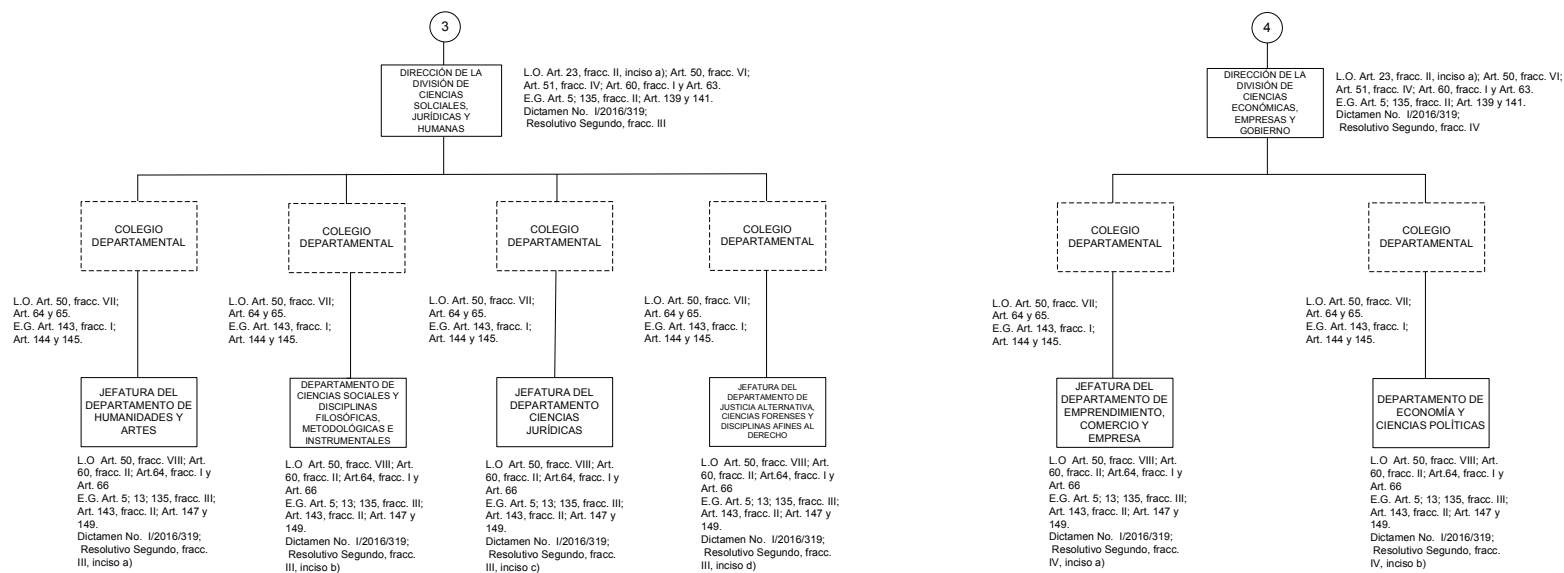 3
DIRECCIÓN DE LA
DIVISIÓN DE
CIENCIAS
SOLCIALES,
JURÍDICAS Y
HUMANAS
L.O. Art. 23, fracc. II, inciso a); Art. 50, fracc. VI;
Art. 51, fracc. IV; Art. 60, fracc. I y Art. 63.
E.G. Art. 5; 135, fracc. II; Art. 139 y 141.
Dictamen No. I/2016/319;
Resolutivo Segundo, fracc. III
COLEGIO
DEPARTAMENTAL
L.O. Art. 50, fracc. VII;
Art. 64 y 65.
E.G. Art. 143, fracc. I;
Art. 144 y 145.
JEFATURA DEL
DEPARTAMENTO DE
HUMANIDADES Y
ARTES
L.O Art. 50, fracc. VIII; Art.
60, fracc. II; Art.64, fracc. I y
Art. 66
E.G. Art. 5; 13; 135, fracc. III;
Art. 143, fracc. II; Art. 147 y
149.
Dictamen No. I/2016/319;
Resolutivo Segundo, fracc.
III, inciso a)
COLEGIO
DEPARTAMENTAL
L.O. Art. 50, fracc. VII;
Art. 64 y 65.
E.G. Art. 143, fracc. I;
Art. 144 y 145.
DEPARTAMENTO DE
CIENCIAS SOCIALES Y
DISCIPLINAS
FILOSÓFICAS,
METODOLÓGICAS E
INSTRUMENTALES
L.O Art. 50, fracc. VIII; Art.
60, fracc. II; Art.64, fracc. I y
Art. 66
E.G. Art. 5; 13; 135, fracc. III;
Art. 143, fracc. II; Art. 147 y
149.
Dictamen No. I/2016/319;
Resolutivo Segundo, fracc.
III, inciso b)
COLEGIO
DEPARTAMENTAL
L.O. Art. 50, fracc. VII;
Art. 64 y 65.
E.G. Art. 143, fracc. I;
Art. 144 y 145.
JEFATURA DEL
DEPARTAMENTO
CIENCIAS
JURÍDICAS
L.O Art. 50, fracc. VIII; Art.
60, fracc. II; Art.64, fracc. I y
Art. 66
E.G. Art. 5; 13; 135, fracc. III;
Art. 143, fracc. II; Art. 147 y
149.
Dictamen No. I/2016/319;
Resolutivo Segundo, fracc.
III, inciso c)
COLEGIO
DEPARTAMENTAL
L.O. Art. 50, fracc. VII;
Art. 64 y 65.
E.G. Art. 143, fracc. I;
Art. 144 y 145.
JEFATURA DEL
DEPARTAMENTO DE
JUSTICIA ALTERNATIVA,
CIENCIAS FORENSES Y
DISCIPLINAS AFINES AL
DERECHO
L.O Art. 50, fracc. VIII; Art.
60, fracc. II; Art.64, fracc. I y
Art. 66
E.G. Art. 5; 13; 135, fracc. III;
Art. 143, fracc. II; Art. 147 y
149.
Dictamen No. I/2016/319;
Resolutivo Segundo, fracc.
III, inciso d)
4
DIRECCIÓN DE LA
DIVISIÓN DE
CIENCIAS
ECONÓMICAS,
EMPRESAS Y
GOBIERNO
L.O. Art. 23, fracc. II, inciso a); Art. 50, fracc. VI;
Art. 51, fracc. IV; Art. 60, fracc. I y Art. 63.
E.G. Art. 5; 135, fracc. II; Art. 139 y 141.
Dictamen No. I/2016/319;
Resolutivo Segundo, fracc. IV
COLEGIO
DEPARTAMENTAL
L.O. Art. 50, fracc. VII;
Art. 64 y 65.
E.G. Art. 143, fracc. I;
Art. 144 y 145.
JEFATURA DEL
DEPARTAMENTO DE
EMPRENDIMIENTO,
COMERCIO Y
EMPRESA
L.O Art. 50, fracc. VIII; Art.
60, fracc. II; Art.64, fracc. I y
Art. 66
E.G. Art. 5; 13; 135, fracc. III;
Art. 143, fracc. II; Art. 147 y
149.
Dictamen No. I/2016/319;
Resolutivo Segundo, fracc.
IV, inciso a)
COLEGIO
DEPARTAMENTAL
L.O. Art. 50, fracc. VII;
Art. 64 y 65.
E.G. Art. 143, fracc. I;
Art. 144 y 145.
DEPARTAMENTO DE
ECONOMÍA Y
CIENCIAS POLÍTICAS
L.O Art. 50, fracc. VIII; Art.
60, fracc. II; Art.64, fracc. I y
Art. 66
E.G. Art. 5; 13; 135, fracc. III;
Art. 143, fracc. II; Art. 147 y
149.
Dictamen No. I/2016/319;
Resolutivo Segundo, fracc.
IV, inciso b)